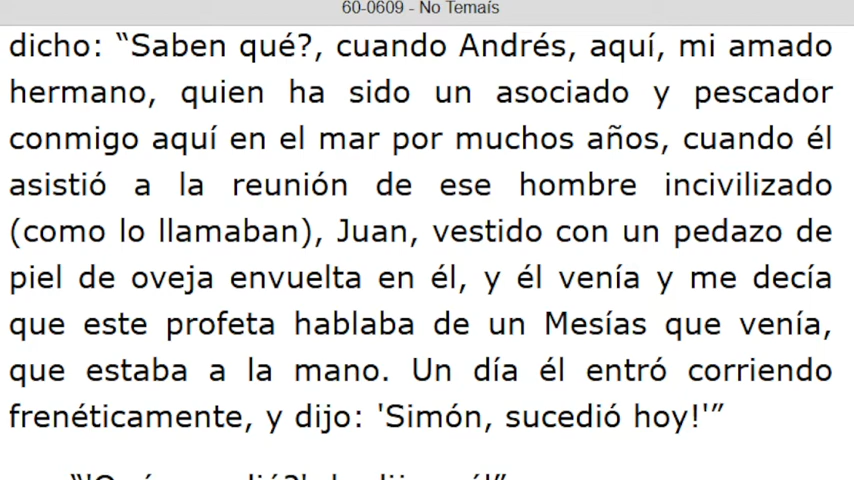 60-0609 - No Temaís
dicho: “Saben qué?, cuando Andrés, aquí, mi amado
hermano, quien ha sido un asociado y pescador
conmigo aquí en el mar por muchos años, cuando él
asistió a la reunión de ese hombre incivilizado
(como lo llamaban), Juan, vestido con un pedazo de
piel de oveja envuelta en él, y él venía y me decía
que este profeta hablaba de un Mesías que venía,
que estaba a la mano. Un día él entró corriendo
frenéticamente, y dijo: 'Simón, sucedió hoy!'”